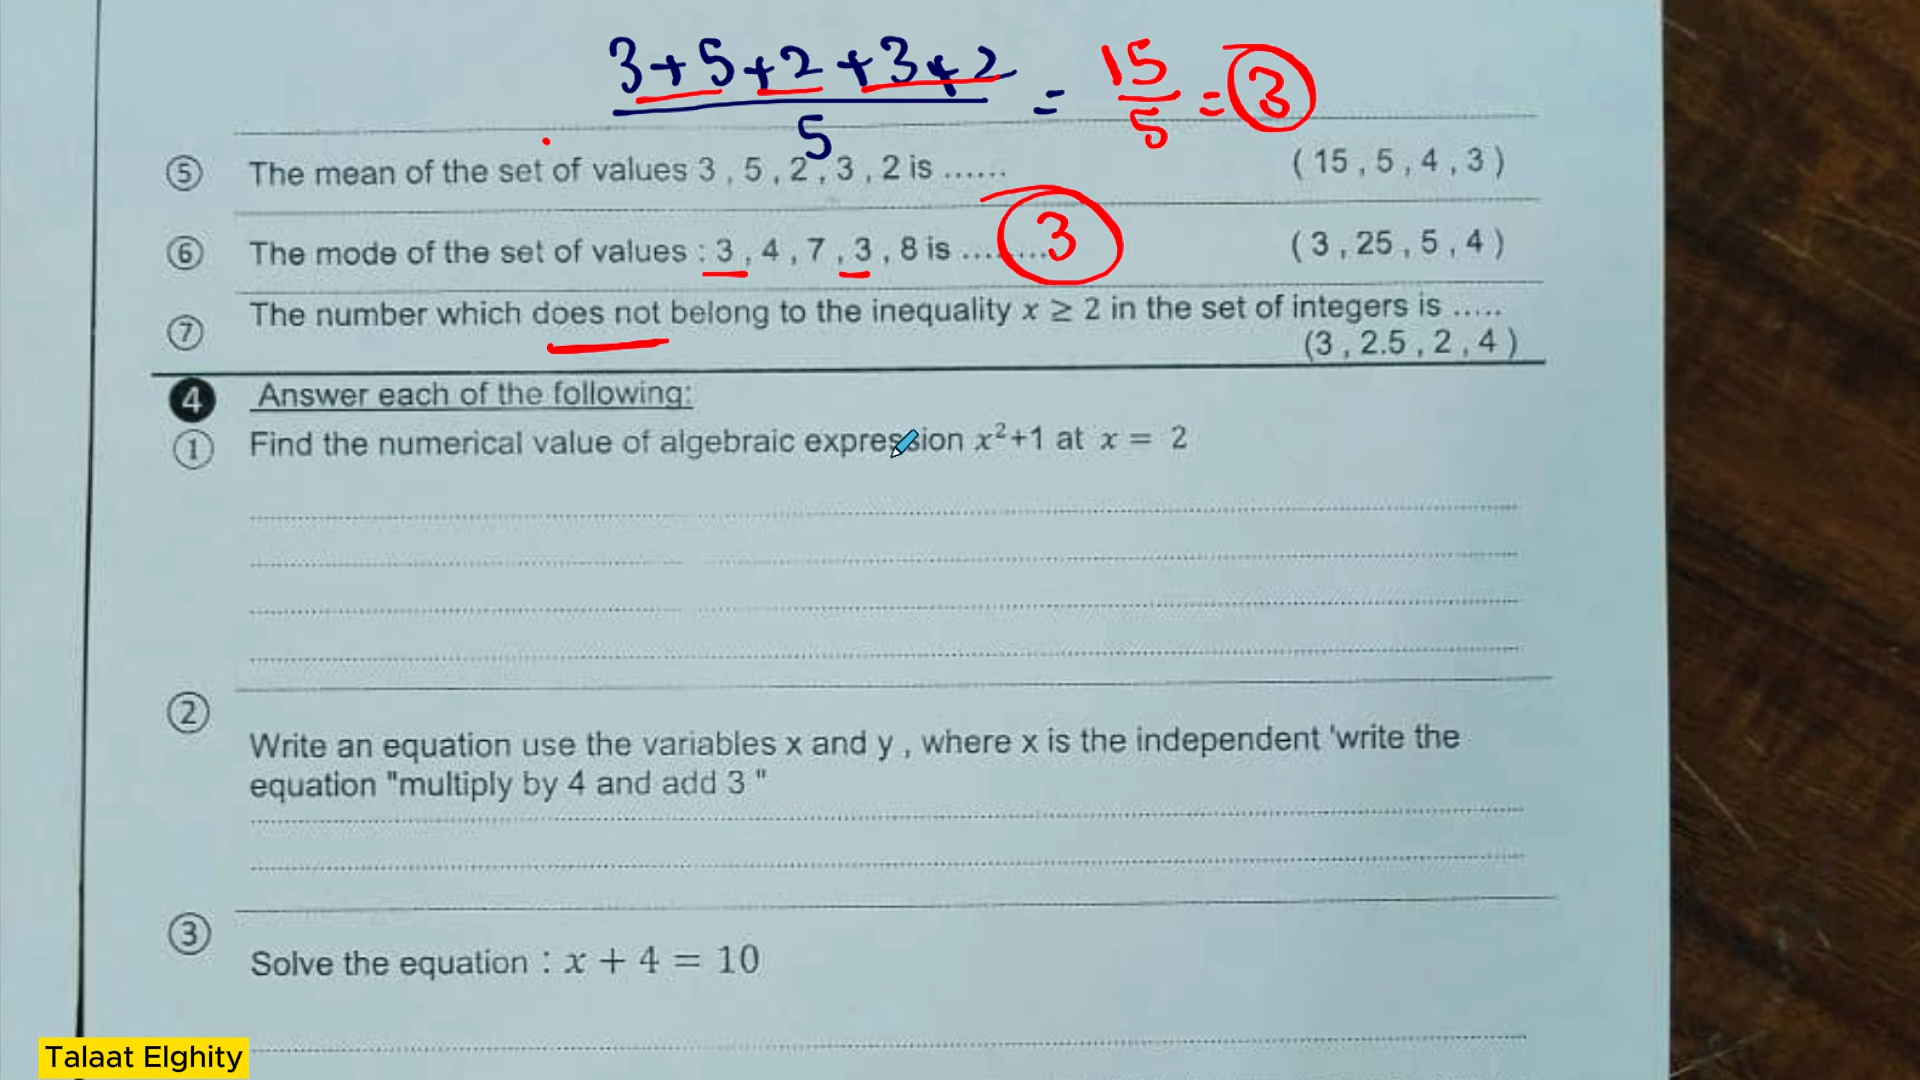 3+5+2+3+2 / 5 = 15/5 = 3
⑤ The mean of the set of values 3 , 5 , 2 , 3 , 2 is ...... ( 15 , 5 , 4 , 3 )
⑥ The mode of the set of values : 3 , 4 , 7 , 3 , 8 is ......... 3 ( 3 , 25 , 5 , 4 )
⑦ The number which does not belong to the inequality x ≥ 2 in the set of integers is .....
(3 , 2.5 , 2 , 4 )
❹ Answer each of the following:
① Find the numerical value of algebraic expression x²+1 at x = 2
②
Write an equation use the variables x and y , where x is the independent 'write the
equation "multiply by 4 and add 3 "
③
Solve the equation : x + 4 = 10
Talaat Elghity